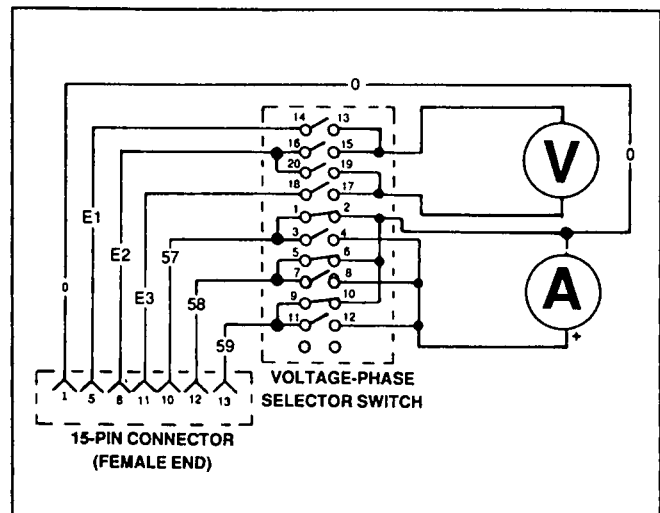 0
14 13
16 15
20 19
18 17
1 2
3 4
5 6
7 8
9 10
11 12
V
0
A
+
E1
E2
E3
57
58
59
0
1 5 8 11 10 12 13
VOLTAGE-PHASE
SELECTOR SWITCH
15-PIN CONNECTOR
(FEMALE END)